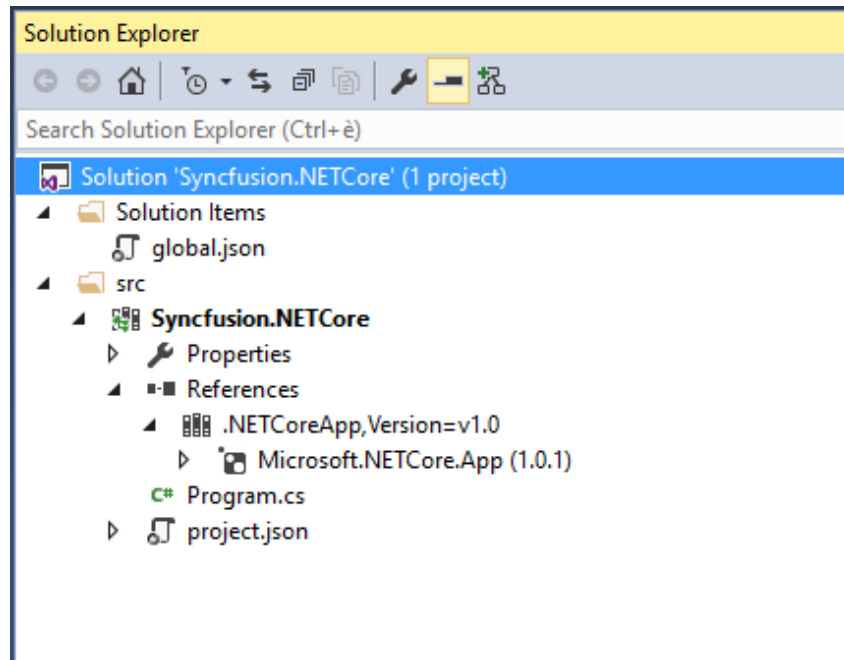 Solution Explorer
Search Solution Explorer (Ctrl+è)
Solution 'Syncfusion.NETCore' (1 project)
Solution Items
global.json
src
Syncfusion.NETCore
Properties
References
.NETCoreApp,Version=v1.0
Microsoft.NETCore.App (1.0.1)
C# Program.cs
project.json